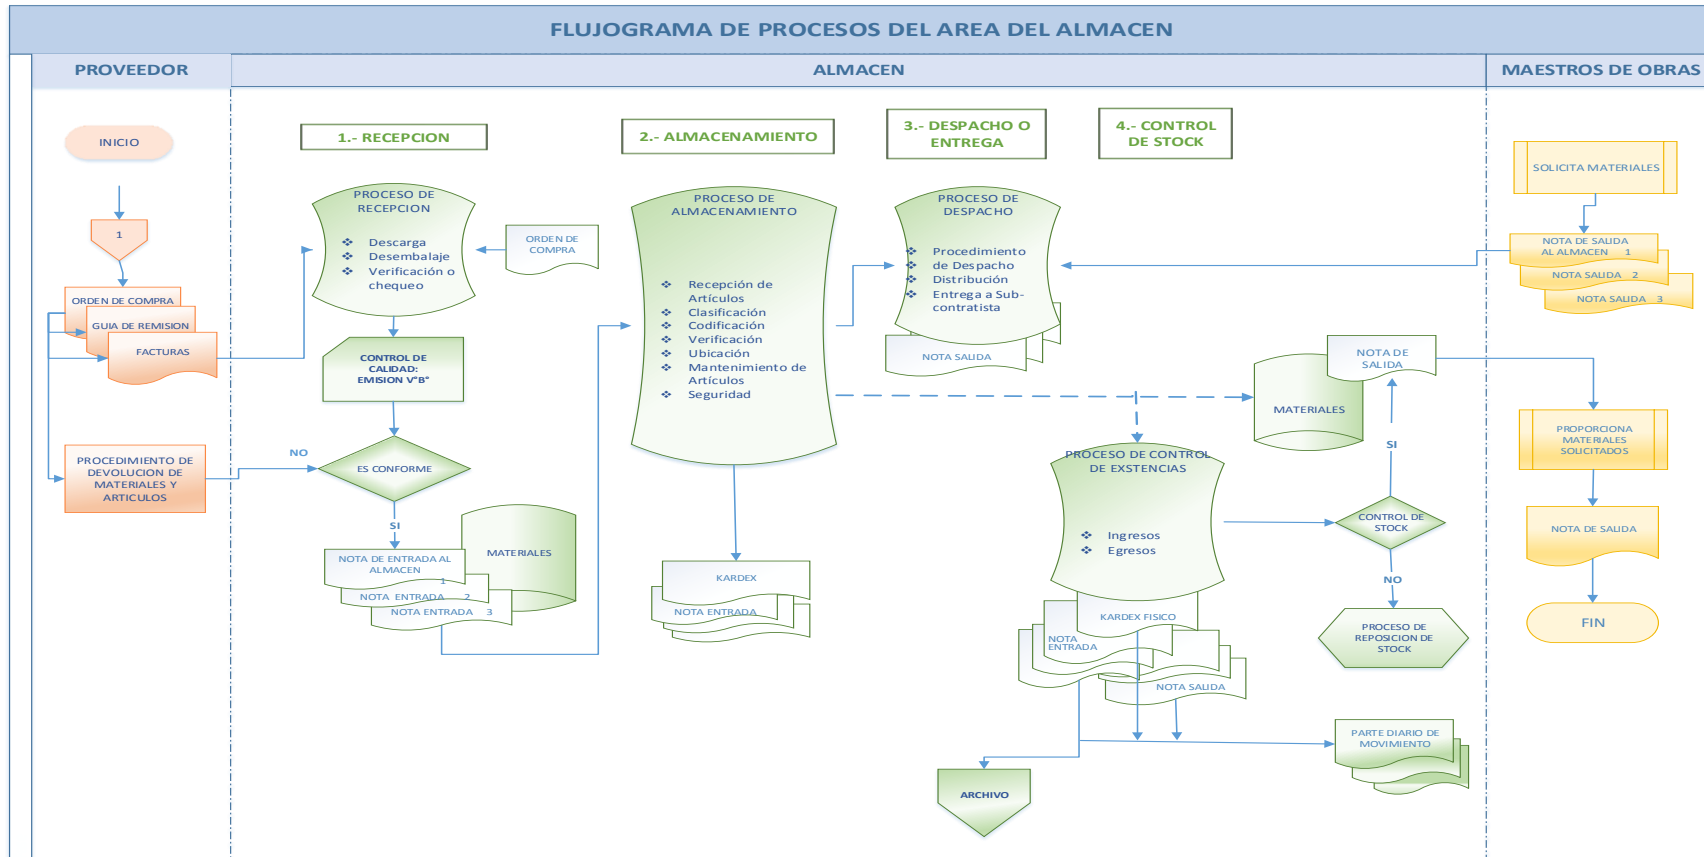 FLUJOGRAMA DE PROCESOS DEL AREA DEL ALMACEN
PROVEEDOR
ALMACEN
MAESTROS DE OBRAS
INICIO
1
ORDEN DE COMPRA
GUIA DE REMISION
FACTURAS
PROCEDIMIENTO DE
DEVOLUCION DE
MATERIALES Y
ARTICULOS
1.- RECEPCION
PROCESO DE
RECEPCION
❖ Descarga
❖ Desembalaje
❖ Verificación o
chequeo
ORDEN DE
COMPRA
CONTROL DE
CALIDAD:
EMISION V°B°
NO
ES CONFORME
SI
NOTA DE ENTRADA AL
ALMACEN
1
NOTA ENTRADA 2
NOTA ENTRADA 3
MATERIALES
2.- ALMACENAMIENTO
PROCESO DE
ALMACENAMIENTO
❖ Recepción de
Artículos
❖ Clasificación
❖ Codificación
❖ Verificación
❖ Ubicación
❖ Mantenimiento de
Artículos
❖ Seguridad
KARDEX
NOTA ENTRADA
3.- DESPACHO O
ENTREGA
PROCESO DE
DESPACHO
❖ Procedimiento
❖ de Despacho
❖ Distribución
❖ Entrega a Sub-
contratista
NOTA SALIDA
4.- CONTROL
DE STOCK
PROCESO DE CONTROL
DE EXSTENCIAS
❖ Ingresos
❖ Egresos
KARDEX FISICO
NOTA
ENTRADA
NOTA SALIDA
ARCHIVO
MATERIALES
NOTA DE
SALIDA
SI
CONTROL DE
STOCK
NO
PROCESO DE
REPOSICION DE
STOCK
PARTE DIARIO DE
MOVIMIENTO
SOLICITA MATERIALES
NOTA DE SALIDA
AL ALMACEN 1
NOTA SALIDA 2
NOTA SALIDA 3
PROPORCIONA
MATERIALES
SOLICITADOS
NOTA DE SALIDA
FIN